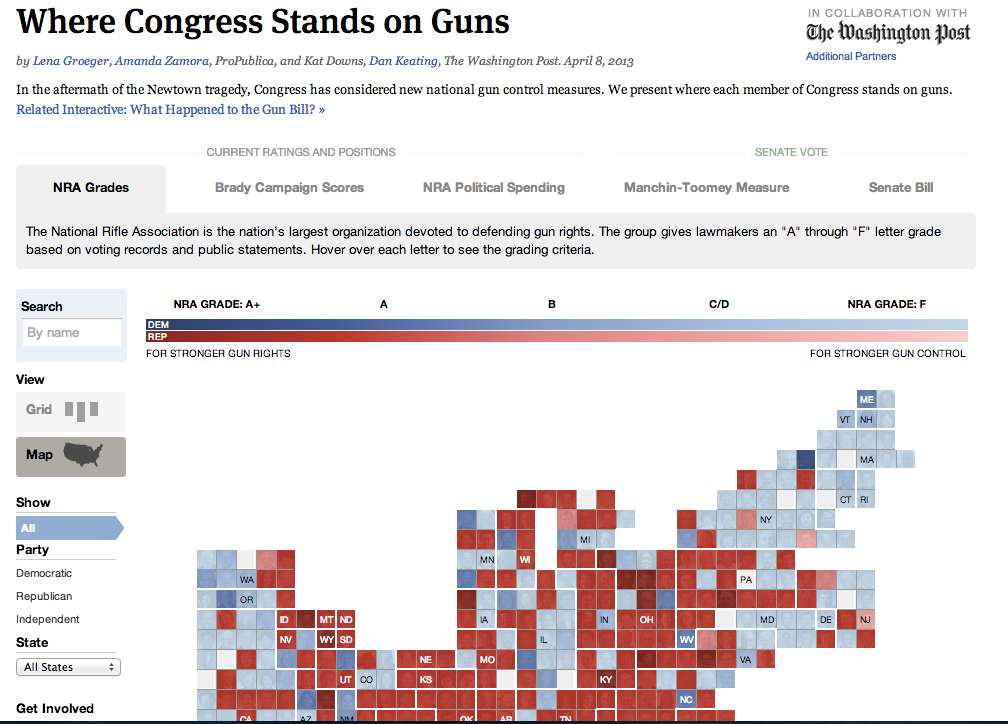 Where Congress Stands on Guns
IN COLLABORATION WITH
The Washington Post
Additional Partners
by Lena Groeger, Amanda Zamora, ProPublica, and Kat Downs, Dan Keating, The Washington Post. April 8, 2013
In the aftermath of the Newtown tragedy, Congress has considered new national gun control measures. We present where each member of Congress stands on guns.
Related Interactive: What Happened to the Gun Bill? »
CURRENT RATINGS AND POSITIONS
SENATE VOTE
NRA Grades
Brady Campaign Scores
NRA Political Spending
Manchin-Toomey Measure
Senate Bill
The National Rifle Association is the nation's largest organization devoted to defending gun rights. The group gives lawmakers an "A" through "F" letter grade
based on voting records and public statements. Hover over each letter to see the grading criteria.
Search
By name
NRA GRADE: A+
A
B
C/D
NRA GRADE: F
DEM
REP
FOR STRONGER GUN RIGHTS
FOR STRONGER GUN CONTROL
View
Grid
Map
Show
All
Party
Democratic
Republican
Independent
State
All States
Get Involved
ME
VT NH
MA
CT RI
NY
MI
MN WI
PA
WA
OR
ID MT ND
IA
IN
OH
MD
DE
NJ
NV WY SD
IL
WV
NE
MO
VA
UT CO
KS
KY
NC
CA
AZ
NM
OK
AR
TN